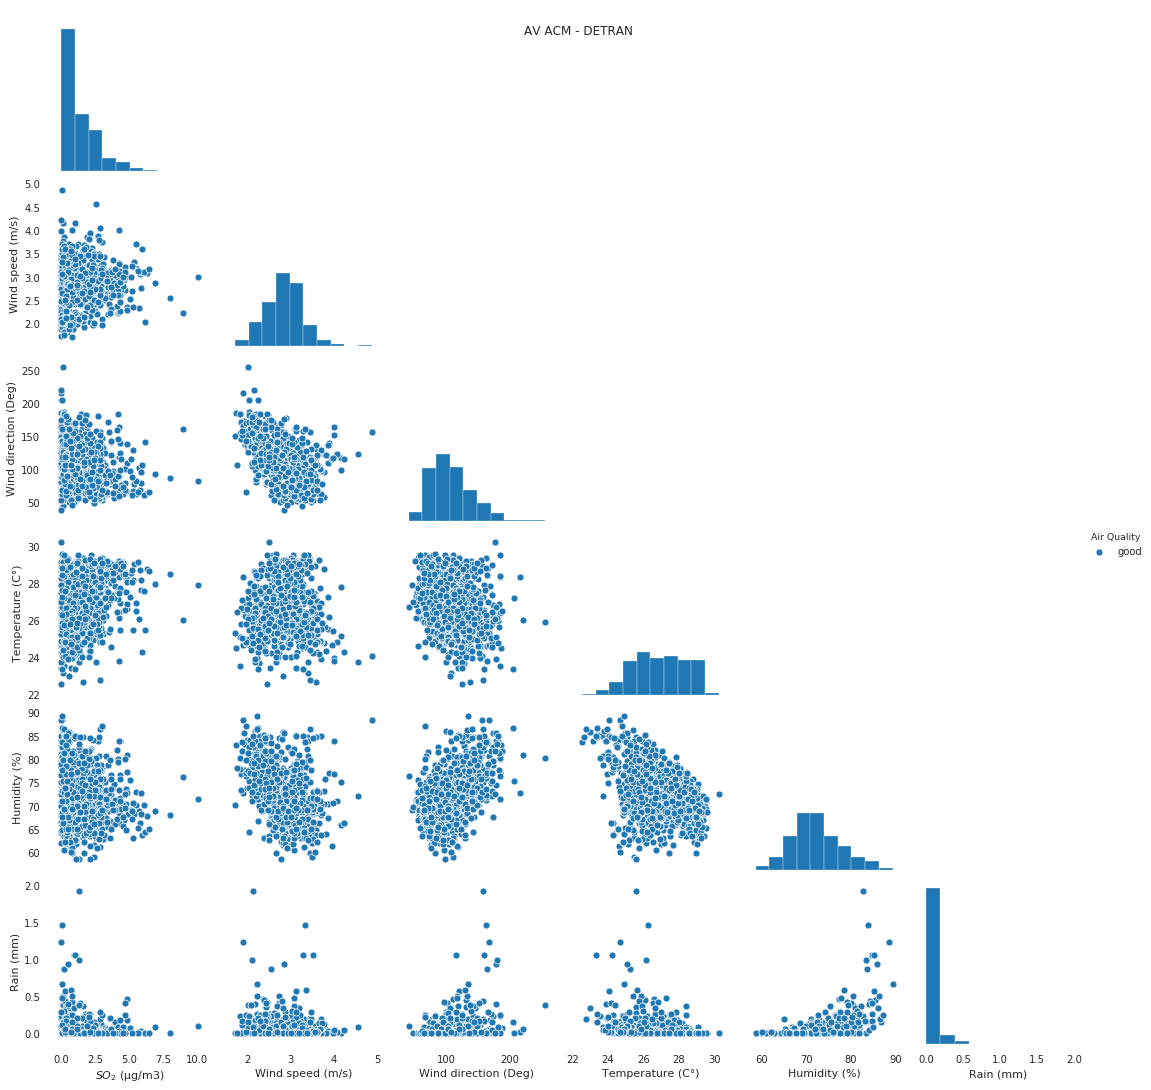 AV ACM - DETRAN
5.0
4.5
4.0
3.5
3.0
2.5
2.0
Wind speed (m/s)
250
200
150
100
50
Wind direction (Deg)
30
28
26
24
22
Temperature (C°)
Air Quality
good
90
85
80
75
70
65
60
Humidity (%)
2.0
1.5
1.0
0.5
0.0
Rain (mm)
0.0 2.5 5.0 7.5 10.0 2 3 4 5 100 200 22 24 26 28 30 60 70 80 90 0.0 0.5 1.0 1.5 2.0
SO₂ (µg/m3) Wind speed (m/s) Wind direction (Deg) Temperature (C°) Humidity (%) Rain (mm)